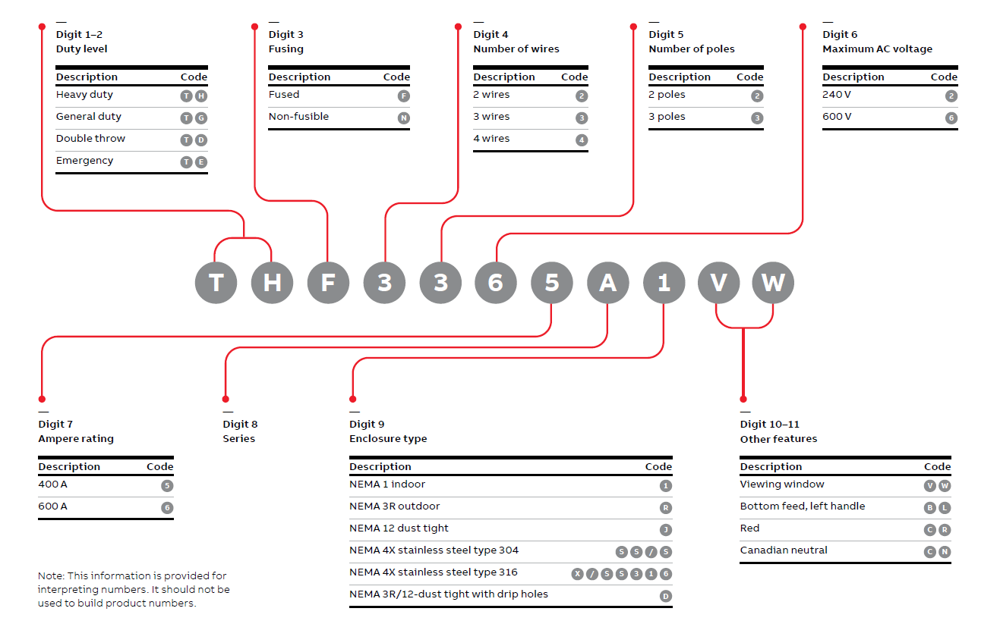 —
Digit 1–2
Duty level
Description Code
Heavy duty T H
General duty T G
Double throw T D
Emergency T E
—
Digit 3
Fusing
Description Code
Fused F
Non-fusible N
—
Digit 4
Number of wires
Description Code
2 wires 2
3 wires 3
4 wires 4
—
Digit 5
Number of poles
Description Code
2 poles 2
3 poles 3
—
Digit 6
Maximum AC voltage
Description Code
240 V 2
600 V 6
T H F 3 3 6 5 A 1 V W
—
Digit 7
Ampere rating
Description Code
400 A 5
600 A 6
—
Digit 8
Series
—
Digit 9
Enclosure type
Description Code
NEMA 1 indoor 1
NEMA 3R outdoor R
NEMA 12 dust tight J
NEMA 4X stainless steel type 304 S S / S
NEMA 4X stainless steel type 316 X / S S 3 1 6
NEMA 3R/12-dust tight with drip holes D
—
Digit 10–11
Other features
Description Code
Viewing window V W
Bottom feed, left handle B L
Red C R
Canadian neutral C N
Note: This information is provided for
interpreting numbers. It should not be
used to build product numbers.